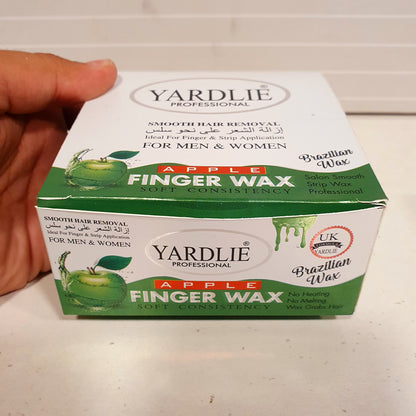 YARDLIE®
PROFESSIONAL
SMOOTH HAIR REMOVAL
إزالة الشعر على نحو سلس
Ideal For Finger & Strip Application
FOR MEN & WOMEN
Brazilian
Wax
APPLE
FINGER WAX
SOFT CONSISTENCY
Salon Smooth
Strip Wax
Professional
SMOOTH HAIR REMOVAL
إزالة الشعر على نحو سلس
Ideal For Finger & Strip Application
FOR MEN & WOMEN
YARDLIE®
PROFESSIONAL
UK
YARDLIE
Brazilian
Wax
APPLE
FINGER WAX
SOFT CONSISTENCY
No Heating
No Melting
Wax Grabs Hair